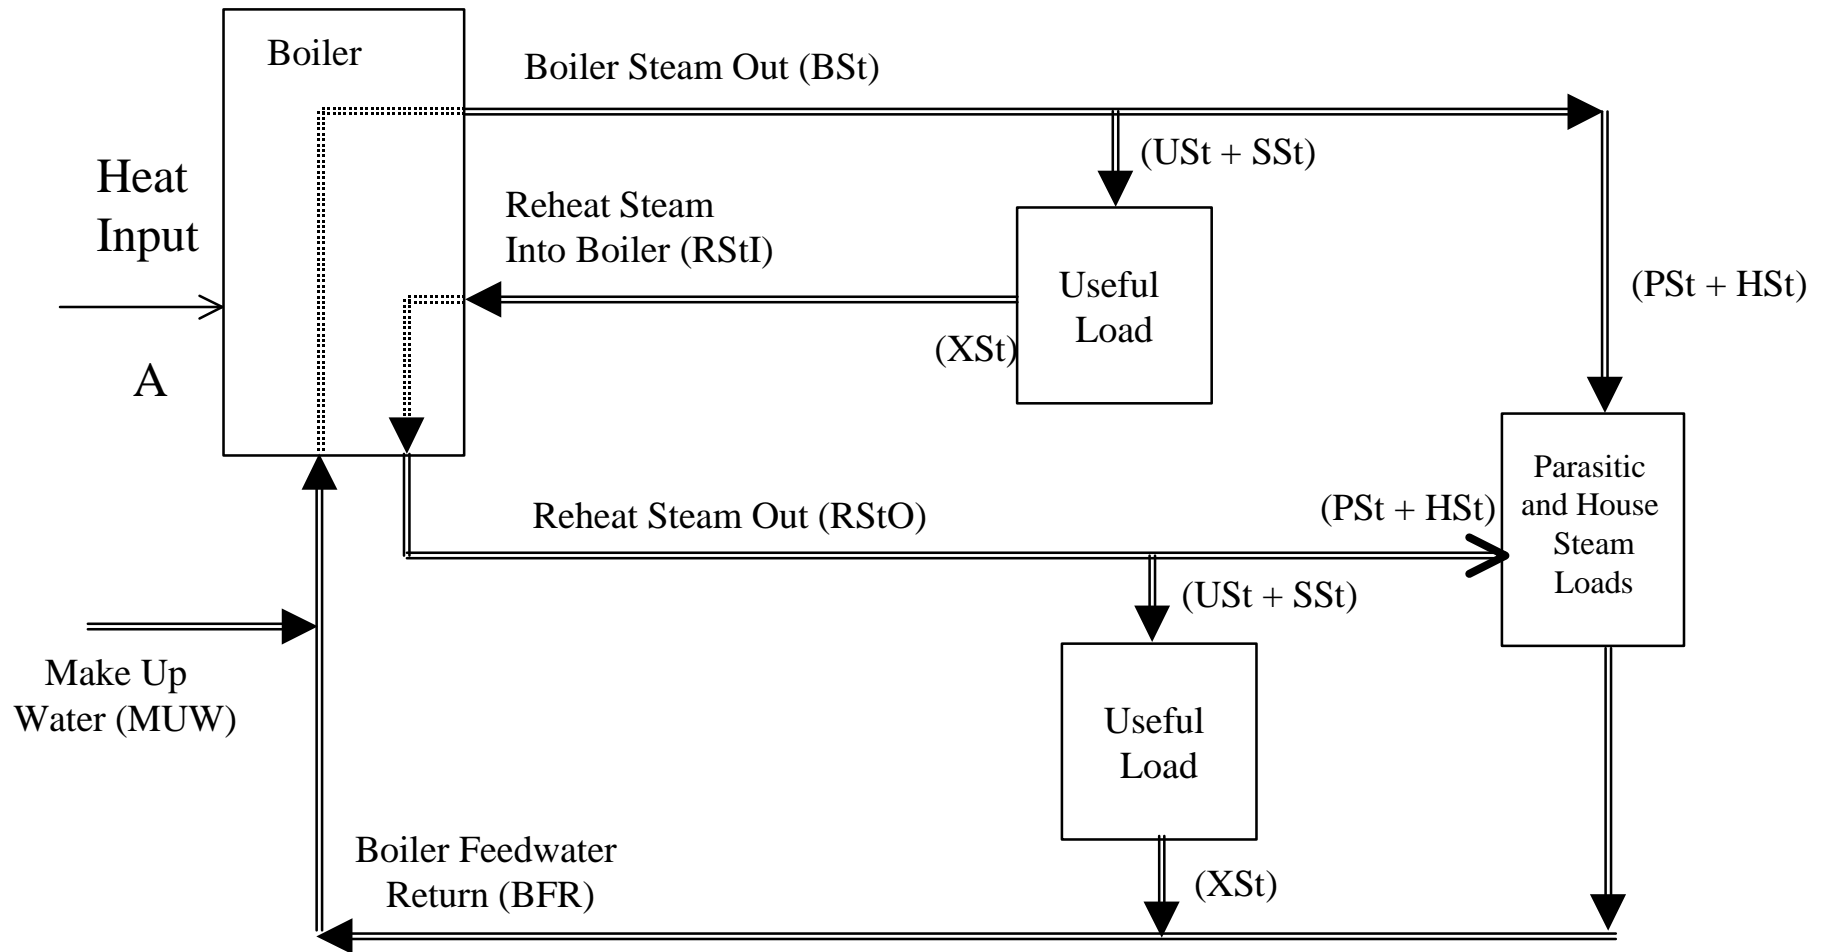 Boiler
Boiler Steam Out (BSt)
(USt + SSt)
Heat
Input
Reheat Steam
Into Boiler (RStI)
Useful
Load
(PSt + HSt)
(XSt)
A
Parasitic
and House
Steam
Loads
Reheat Steam Out (RStO)
(PSt + HSt)
(USt + SSt)
Make Up
Water (MUW)
Useful
Load
Boiler Feedwater
Return (BFR)
(XSt)